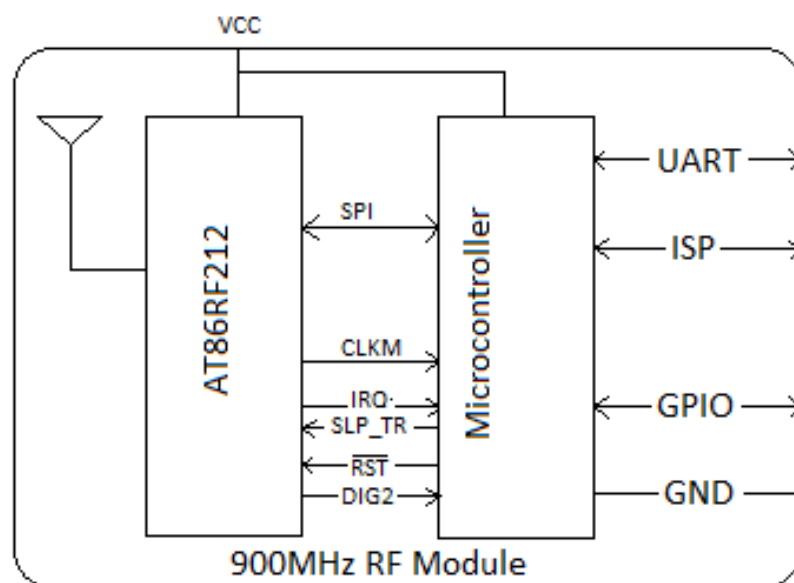 VCC
AT86RF212
SPI
CLKM
IRQ
SLP_TR
RST
DIG2
Microcontroller
UART
ISP
GPIO
GND
900MHz RF Module